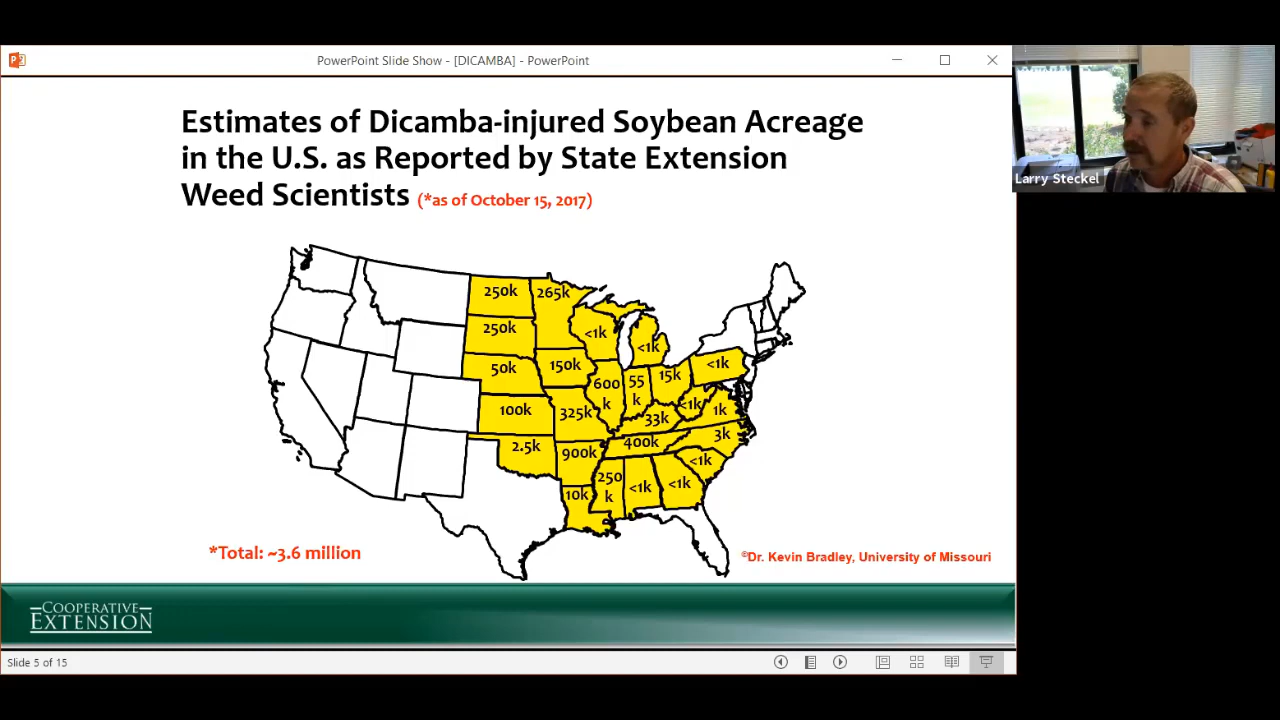 PowerPoint Slide Show - [DICAMBA] - PowerPoint
Larry Steckel
Estimates of Dicamba-injured Soybean Acreage
in the U.S. as Reported by State Extension
Weed Scientists (*as of October 15, 2017)
250k
265k
250k
<1k
<1k
50k
150k
<1k
600
k
55
k
15k
100k
325k
33k
<1k
1k
2.5k
900k
400k
3k
<1k
10k
250
k
<1k
<1k
*Total: ~3.6 million
©Dr. Kevin Bradley, University of Missouri
COOPERATIVE
EXTENSION
Slide 5 of 15